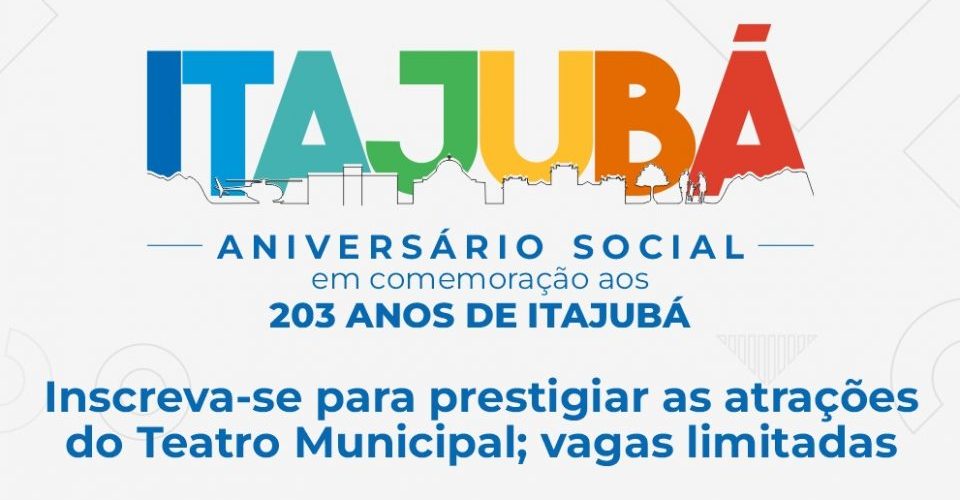 ITAJUBÁ
ANIVERSÁRIO SOCIAL
em comemoração aos
203 ANOS DE ITAJUBÁ
Inscreva-se para prestigiar as atrações
do Teatro Municipal; vagas limitadas